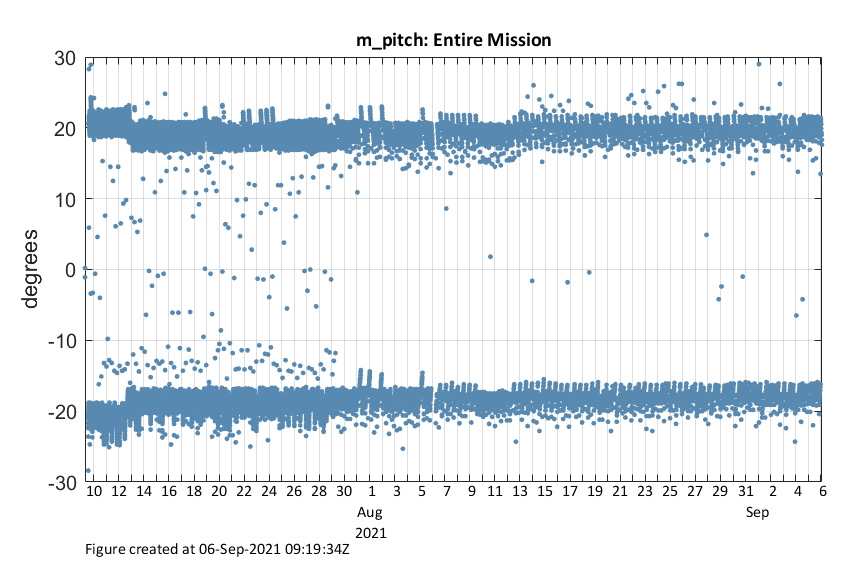 m_pitch: Entire Mission
30
20
10
0
-10
-20
-30
degrees
10 12 14 16 18 20 22 24 26 28 30 1 3 5 7 9 11 13 15 17 19 21 23 25 27 29 31 2 4 6
Aug Sep
2021
Figure created at 06-Sep-2021 09:19:34Z